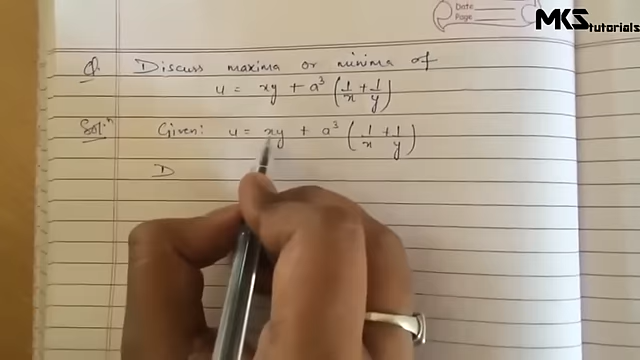 Date
Page
MKS tutorials
Q. Discuss maxima or minima of
u = xy + a³ (1/x + 1/y)
Solⁿ: Given: u = xy + a³ (1/x + 1/y)
D